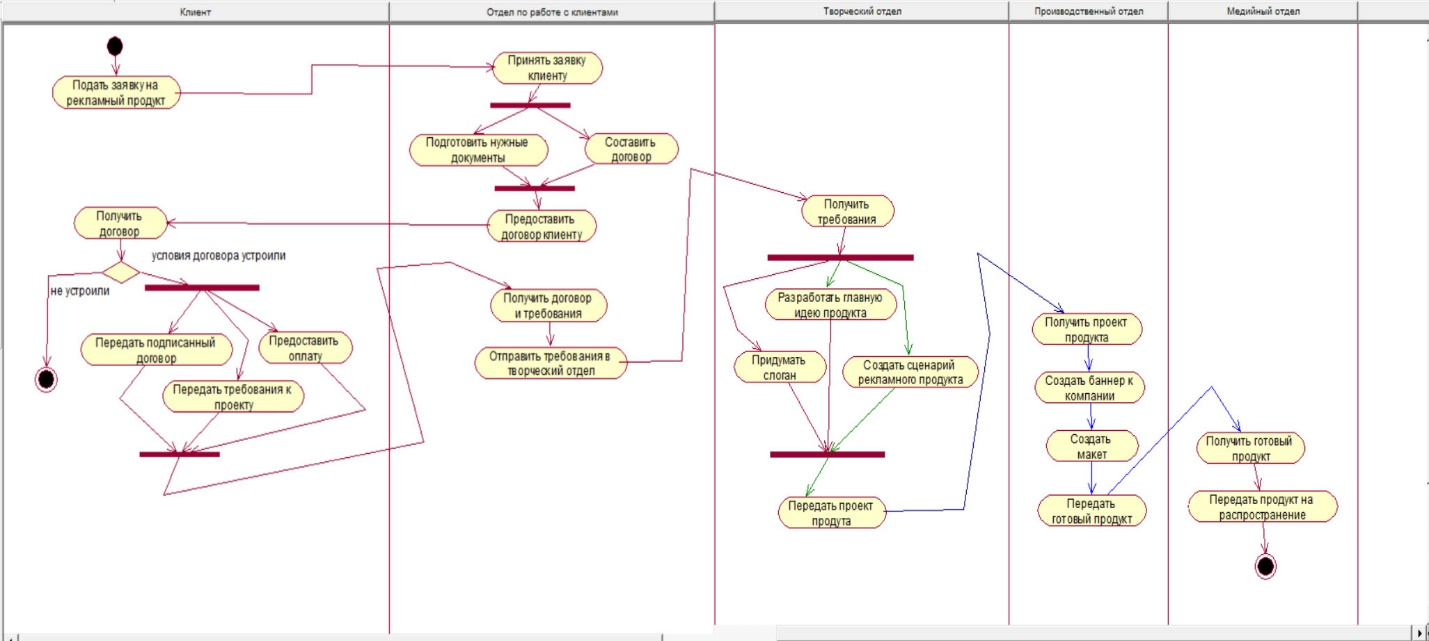 Клиент
Отдел по работе с клиентами
Творческий отдел
Производственный отдел
Медийный отдел
Подать заявку на
рекламный продукт
Получить
договор
условия договора устроили
не устроили
Передать подписанный
договор
Предоставить
оплату
Передать требования к
проекту
Принять заявку
клиенту
Подготовить нужные
документы
Составить
договор
Предоставить
договор клиенту
Получить договор
и требования
Отправить требования в
творческий отдел
Получить
требования
Разработать главную
идею продукта
Придумать
слоган
Создать сценарий
рекламного продукта
Передать проект
продута
Получить проект
продукта
Создать баннер к
компании
Создать
макет
Передать
готовый продукт
Получить готовый
продукт
Передать продукт на
распространение